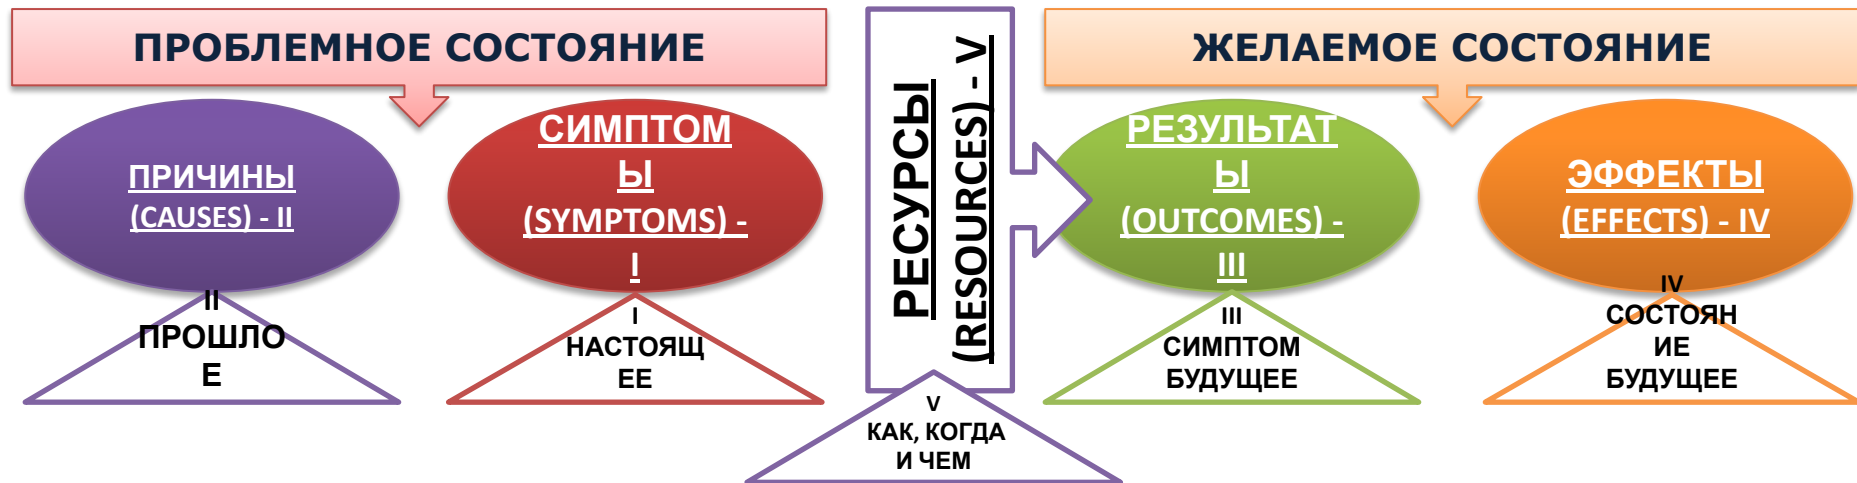 ПРОБЛЕМНОЕ СОСТОЯНИЕ
ПРИЧИНЫ
(CAUSES) - II
СИМПТОМ
Ы
(SYMPTOMS) -
I
II
ПРОШЛО
Е
I
НАСТОЯЩ
ЕЕ
РЕСУРСЫ
(RESOURCES) - V
V
КАК, КОГДА
И ЧЕМ
ЖЕЛАЕМОЕ СОСТОЯНИЕ
РЕЗУЛЬТАТ
Ы
(OUTCOMES) -
III
ЭФФЕКТЫ
(EFFECTS) - IV
III
СИМПТОМ
БУДУЩЕЕ
IV
СОСТОЯН
ИЕ
БУДУЩЕЕ